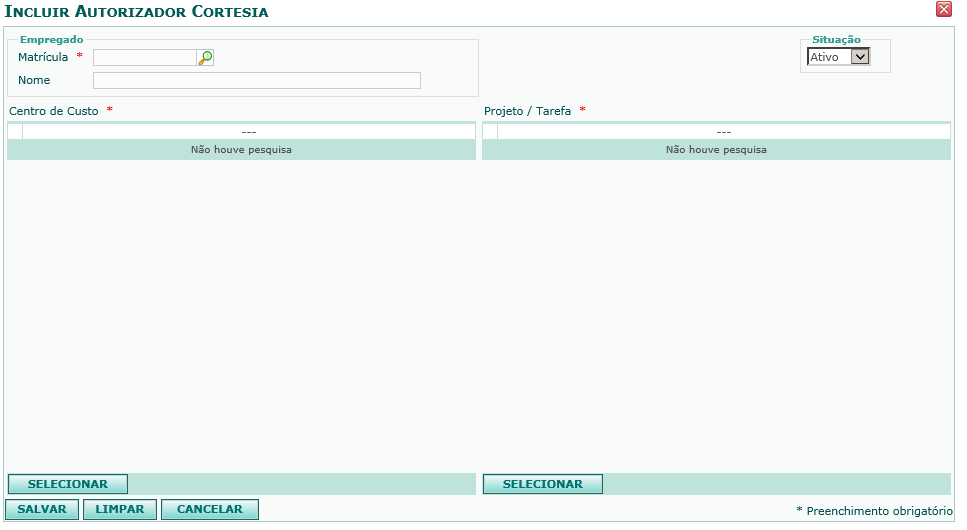 INCLUIR AUTORIZADOR CORTESIA
Empregado
Situação
Matrícula *
Ativo
Nome
Centro de Custo *
Projeto / Tarefa *
---
---
Não houve pesquisa
Não houve pesquisa
SELECIONAR
SELECIONAR
SALVAR LIMPAR CANCELAR
* Preenchimento obrigatório